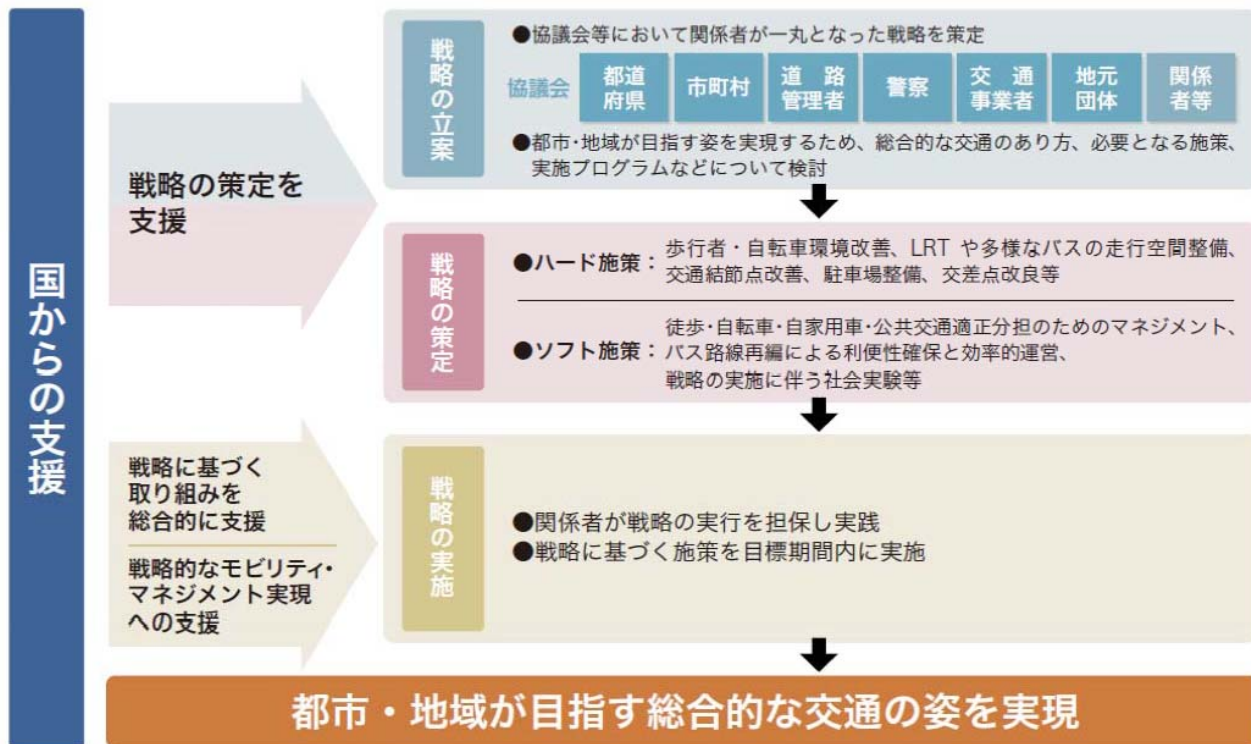 国からの支援
戦略の策定を
支援
戦略の立案
●協議会等において関係者が一丸となった戦略を策定
協議会
都道
府県
市町村
道路
管理者
警察
交通
事業者
地元
団体
関係
者等
●都市・地域が目指す姿を実現するため、総合的な交通のあり方、必要となる施策、
実施プログラムなどについて検討
戦略の策定
●ハード施策：歩行者・自転車環境改善、LRTや多様なバスの走行空間整備、
交通結節点改善、駐車場整備、交差点改良等
●ソフト施策：徒歩・自転車・自家用車・公共交通適正分担のためのマネジメント、
バス路線再編による利便性確保と効率的運営、
戦略の実施に伴う社会実験等
戦略に基づく
取り組みを
総合的に支援
戦略的なモビリティ・
マネジメント実現
への支援
戦略の実施
●関係者が戦略の実行を担保し実践
●戦略に基づく施策を目標期間内に実施
都市・地域が目指す総合的な交通の姿を実現